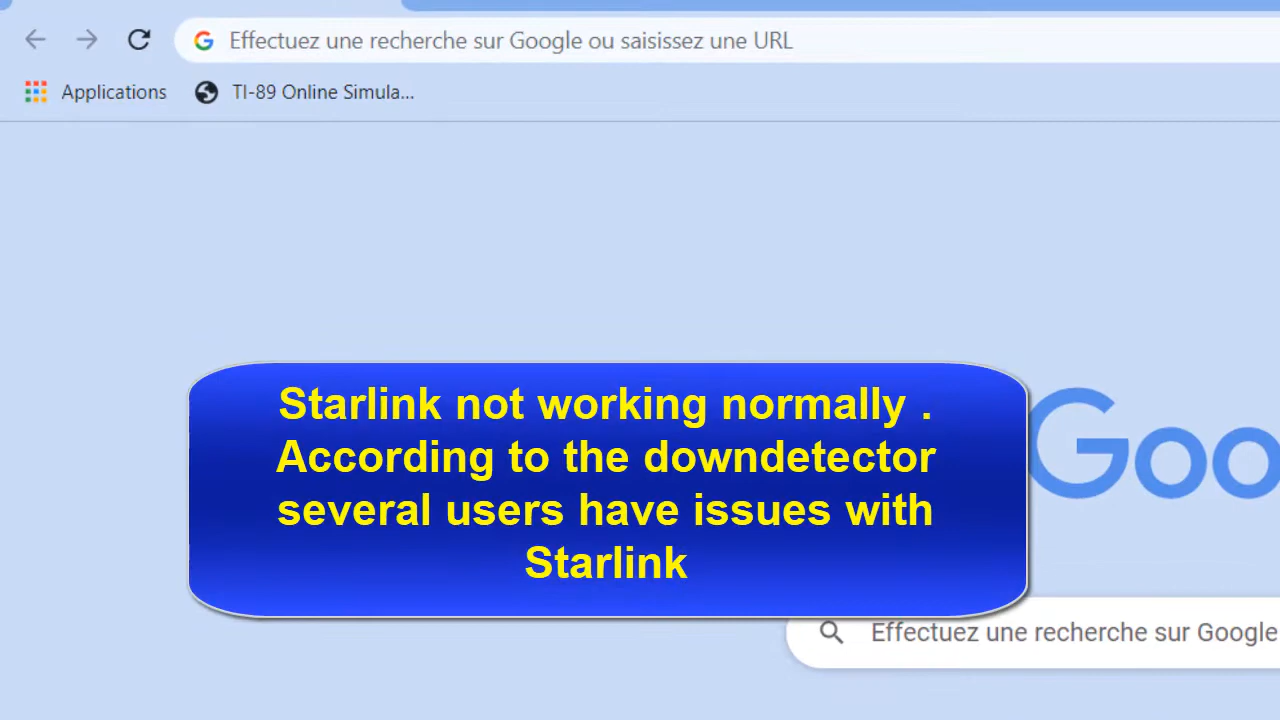 Effectuez une recherche sur Google ou saisissez une URL
Applications
TI-89 Online Simula...
Starlink not working normally .
According to the downdetector
several users have issues with
Starlink
Goo
Effectuez une recherche sur Google